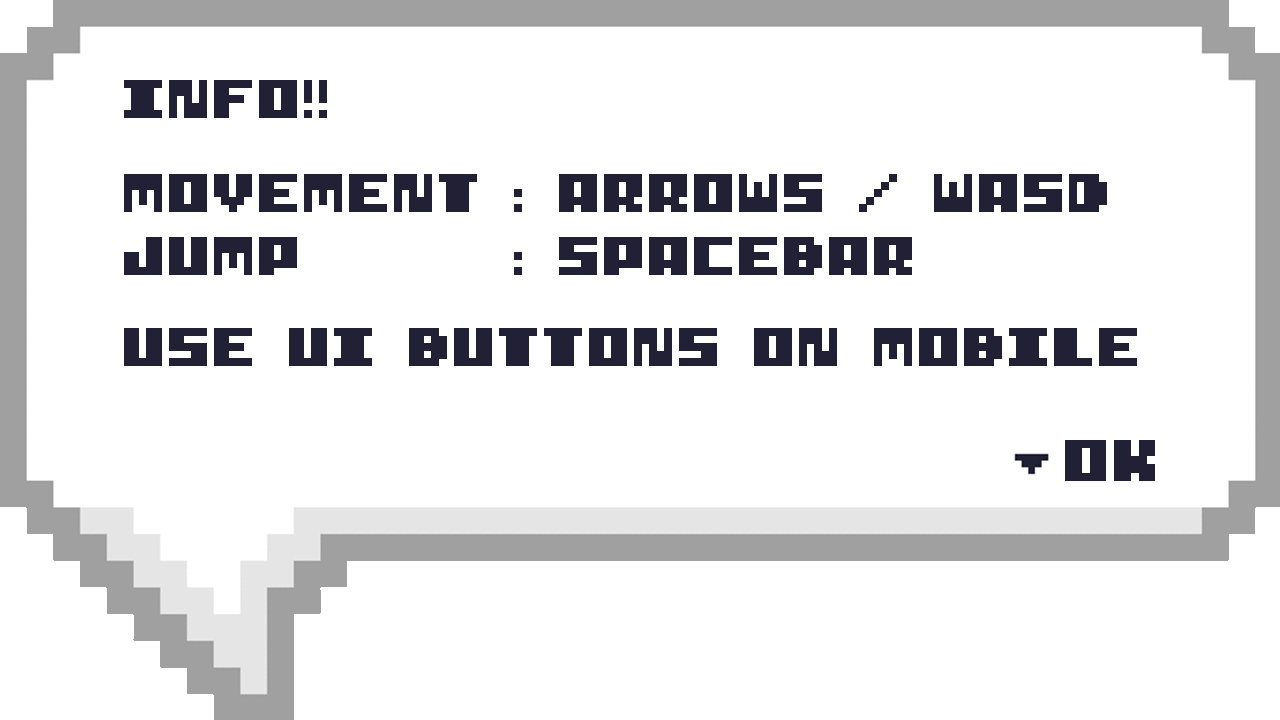 INFO!!
MOVEMENT : ARROWS / WASD
JUMP : SPACEBAR
USE UI BUTTONS ON MOBILE
OK